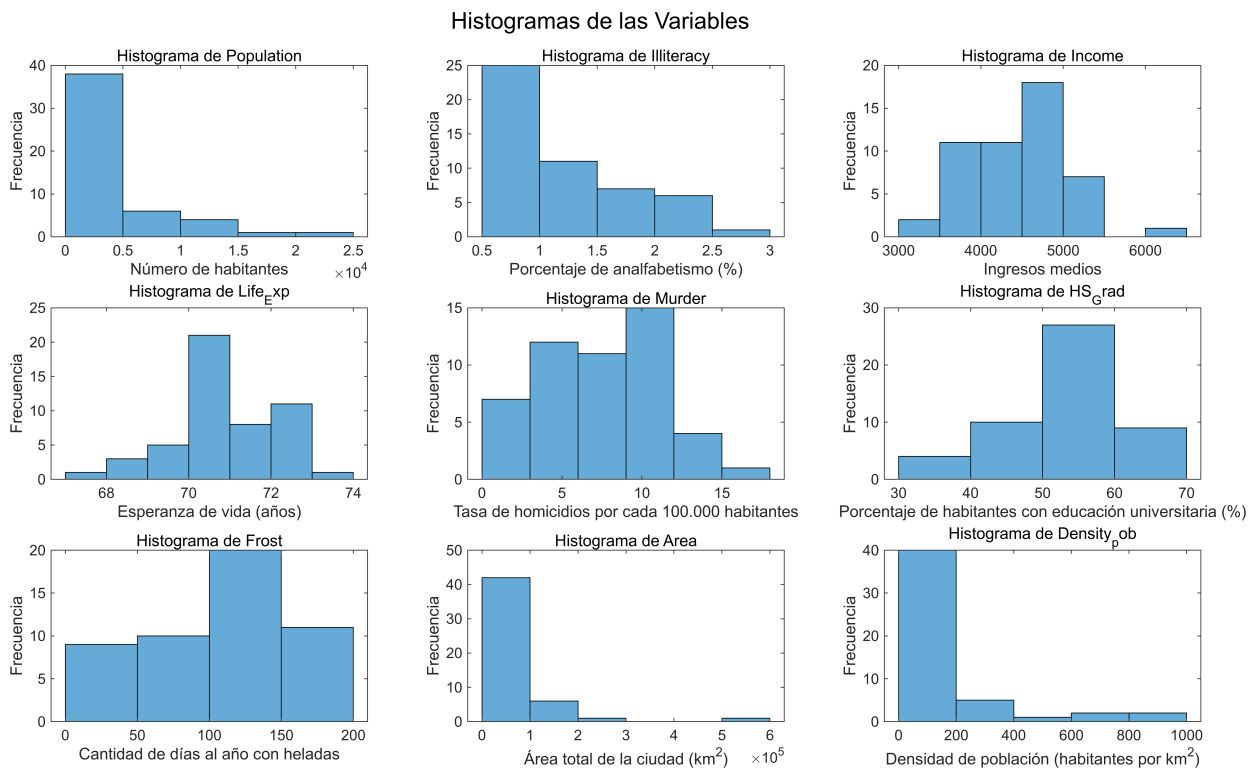 Histogramas de las Variables
Histograma de Population
40
30
20
10
0
Frecuencia
0 0.5 1 1.5 2 2.5
Número de habitantes
×10^4
Histograma de Illiteracy
25
20
15
10
5
0
Frecuencia
0.5 1 1.5 2 2.5 3
Porcentaje de analfabetismo (%)
Histograma de Income
20
15
10
5
0
Frecuencia
3000 4000 5000 6000
Ingresos medios
Histograma de Life_Exp
25
20
15
10
5
0
Frecuencia
68 70 72 74
Esperanza de vida (años)
Histograma de Murder
15
10
5
0
Frecuencia
0 5 10 15
Tasa de homicidios por cada 100.000 habitantes
Histograma de HS_Grad
30
20
10
0
Frecuencia
30 40 50 60 70
Porcentaje de habitantes con educación universitaria (%)
Histograma de Frost
20
15
10
5
0
Frecuencia
0 50 100 150 200
Cantidad de días al año con heladas
Histograma de Area
50
40
30
20
10
0
Frecuencia
0 1 2 3 4 5 6
Área total de la ciudad (km²)
×10^5
Histograma de Density_pob
40
30
20
10
0
Frecuencia
0 200 400 600 800 1000
Densidad de población (habitantes por km²)